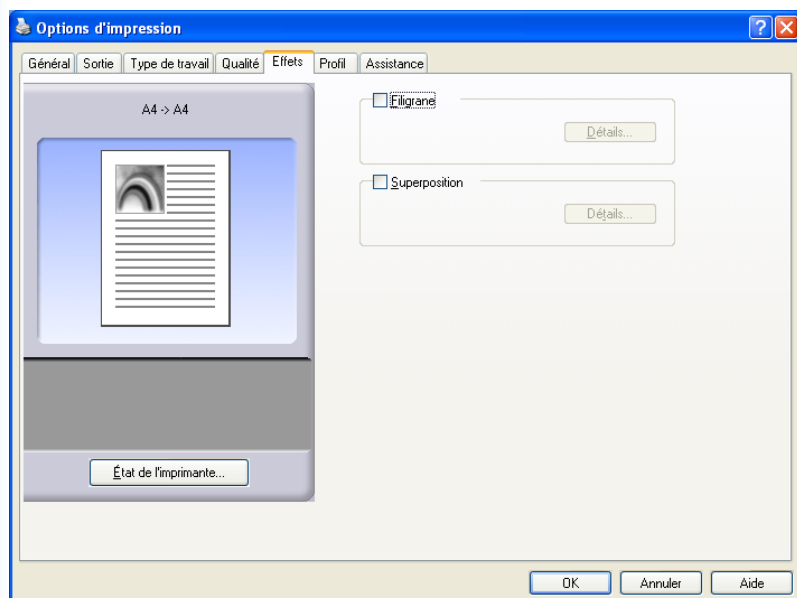 Options d'impression
Général Sortie Type de travail Qualité Effets Profil Assistance
A4 -> A4
Filigrane
Détails...
Superposition
Détails...
État de l'imprimante...
OK Annuler Aide